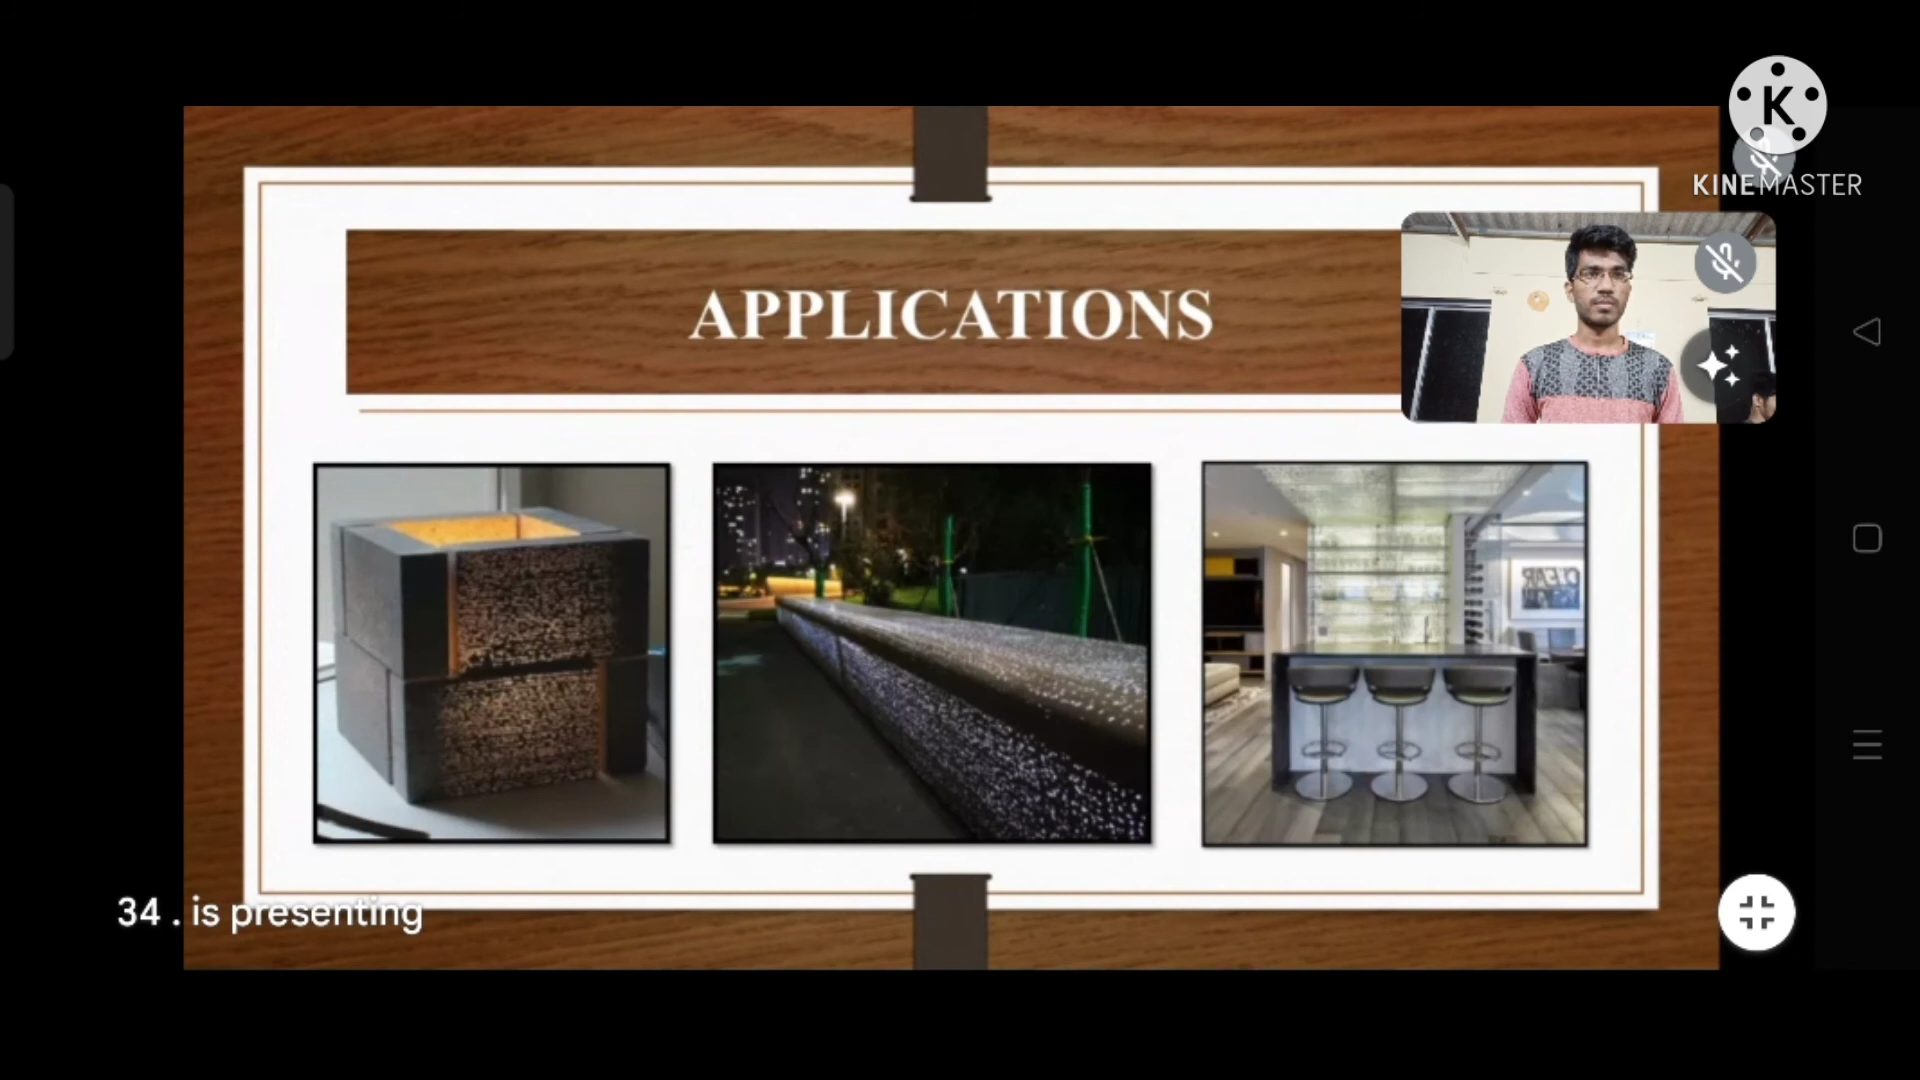 K
KINEMASTER
APPLICATIONS
34 . is presenting